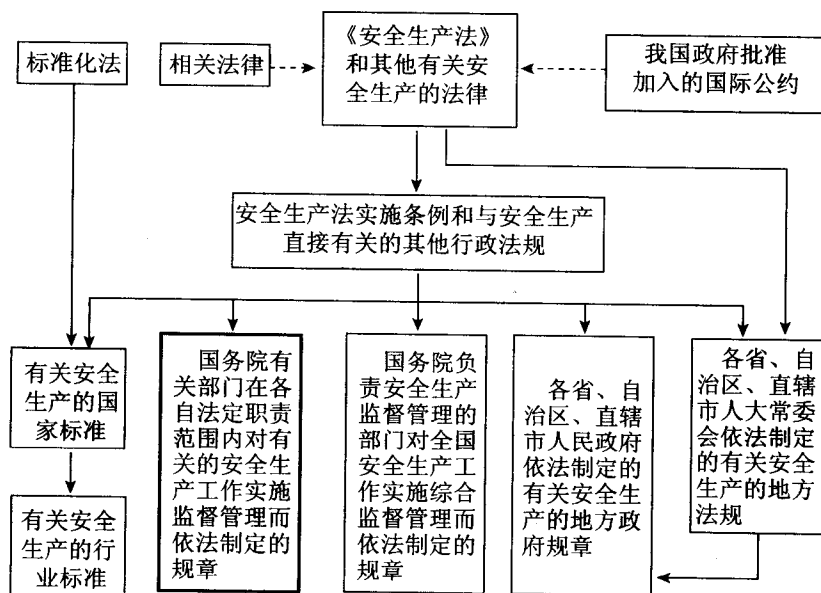 标准化法
相关法律
《安全生产法》
和其他有关安
全生产的法律
我国政府批准
加入的国际公约
安全生产法实施条例和与安全生产
直接有关的其他行政法规
有关安全
生产的国
家标准
国务院有
关部门在各
自法定职责
范围内对有
关的安全生
产工作实施
监督管理而
依法制定的
规章
国务院负
责安全生产
监督管理的
部门对全国
安全生产工
作实施综合
监督管理而
依法制定的
规章
各省、自
治区、直辖
市人民政府
依法制定的
有关安全生
产的地方政
府规章
各省、自
治区、直辖
市人大常委
会依法制定
的有关安全
生产的地方
法规
有关安全
生产的行
业标准